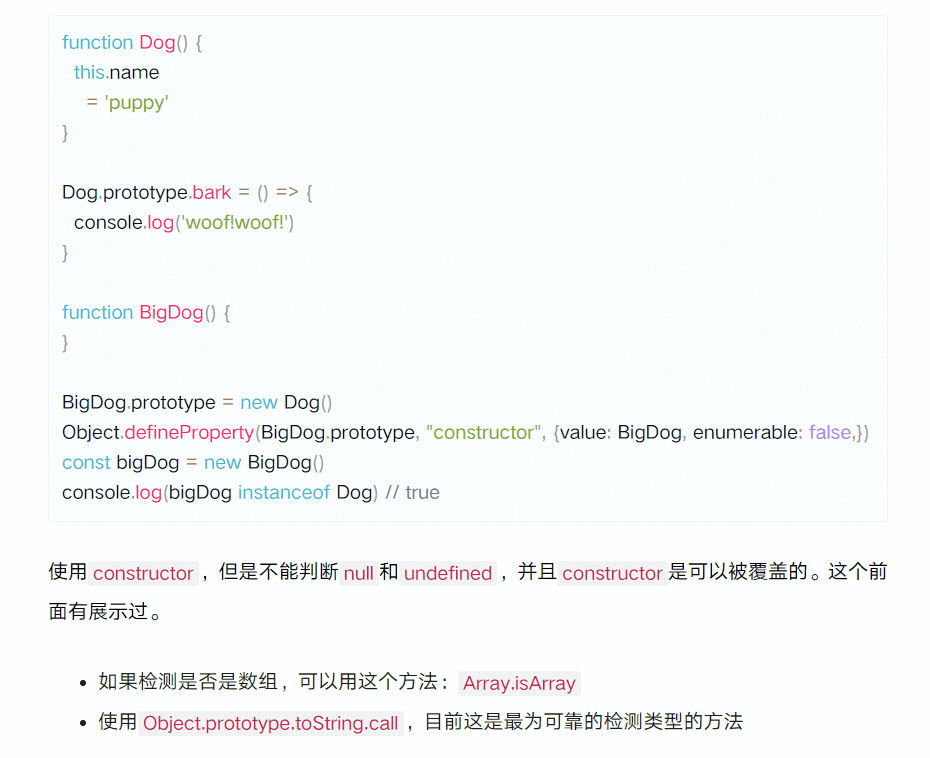 function Dog() {
this.name
= 'puppy'
}
Dog.prototype.bark = () => {
console.log('woof!woof!')
}
function BigDog() {
}
BigDog.prototype = new Dog()
Object.defineProperty(BigDog.prototype, "constructor", {value: BigDog, enumerable: false,})
const bigDog = new BigDog()
console.log(bigDog instanceof Dog) // true
使用 constructor ，但是不能判断 null 和 undefined ，并且 constructor 是可以被覆盖的。这个前
面有展示过。
• 如果检测是否是数组，可以用这个方法： Array.isArray
• 使用 Object.prototype.toString.call ，目前这是最为可靠的检测类型的方法